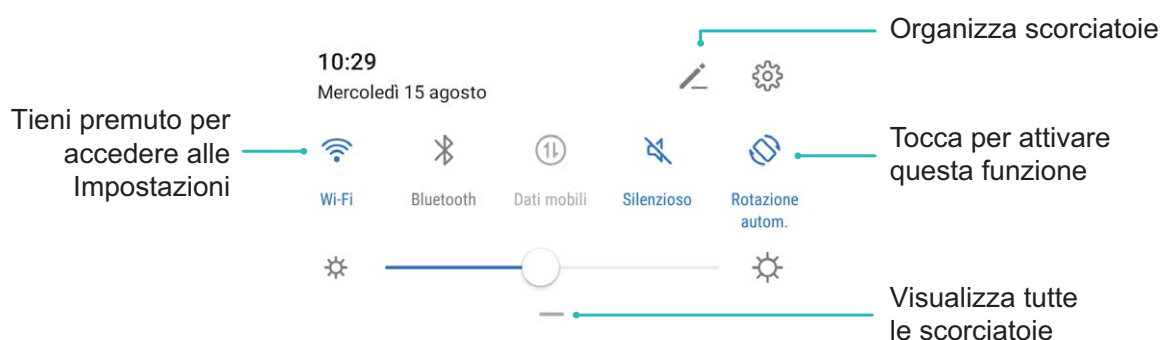 Organizza scorciatoie
10:29
Mercoledì 15 agosto
Tieni premuto per
accedere alle
Impostazioni
Tocca per attivare
questa funzione
Wi-Fi
Bluetooth
Dati mobili
Silenzioso
Rotazione
autom.
Visualizza tutte
le scorciatoie